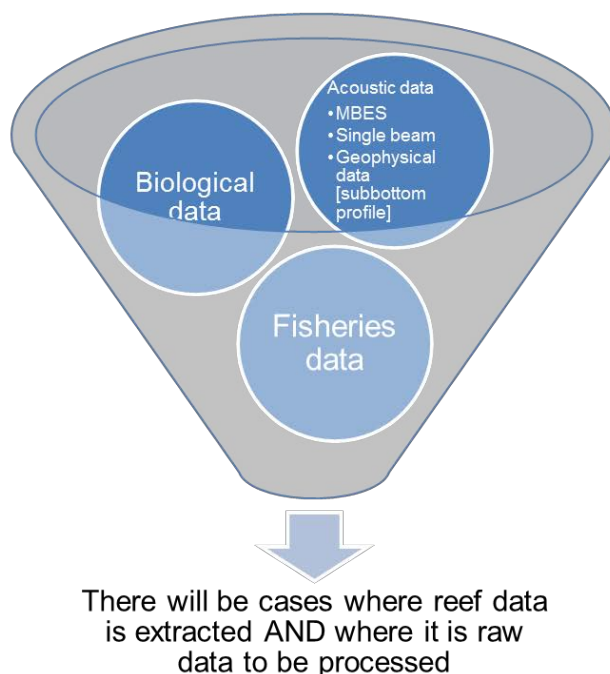 Acoustic data
•MBES
•Single beam
•Geophysical
data
[subbottom
profile]
Biological
data
Fisheries
data
There will be cases where reef data
is extracted AND where it is raw
data to be processed